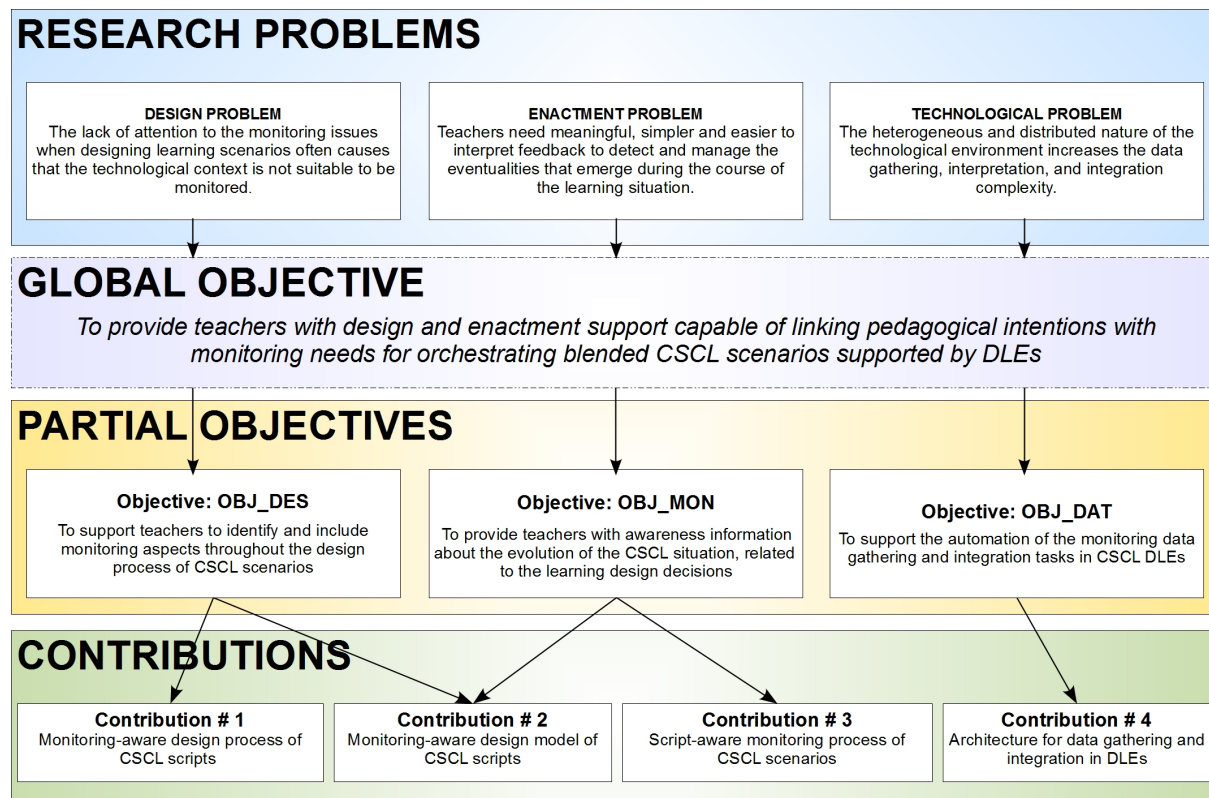 RESEARCH PROBLEMS
DESIGN PROBLEM
The lack of attention to the monitoring issues
when designing learning scenarios often causes
that the technological context is not suitable to be
monitored.
ENACTMENT PROBLEM
Teachers need meaningful, simpler and easier to
interpret feedback to detect and manage the
eventualities that emerge during the course of
the learning situation.
TECHNOLOGICAL PROBLEM
The heterogeneous and distributed nature of the
technological environment increases the data
gathering, interpretation, and integration
complexity.
GLOBAL OBJECTIVE
To provide teachers with design and enactment support capable of linking pedagogical intentions with
monitoring needs for orchestrating blended CSCL scenarios supported by DLEs
PARTIAL OBJECTIVES
Objective: OBJ_DES
To support teachers to identify and include
monitoring aspects throughout the design
process of CSCL scenarios
Objective: OBJ_MON
To provide teachers with awareness information
about the evolution of the CSCL situation, related
to the learning design decisions
Objective: OBJ_DAT
To support the automation of the monitoring data
gathering and integration tasks in CSCL DLEs
CONTRIBUTIONS
Contribution # 1
Monitoring-aware design process of
CSCL scripts
Contribution # 2
Monitoring-aware design model of
CSCL scripts
Contribution # 3
Script-aware monitoring process of
CSCL scenarios
Contribution # 4
Architecture for data gathering and
integration in DLEs